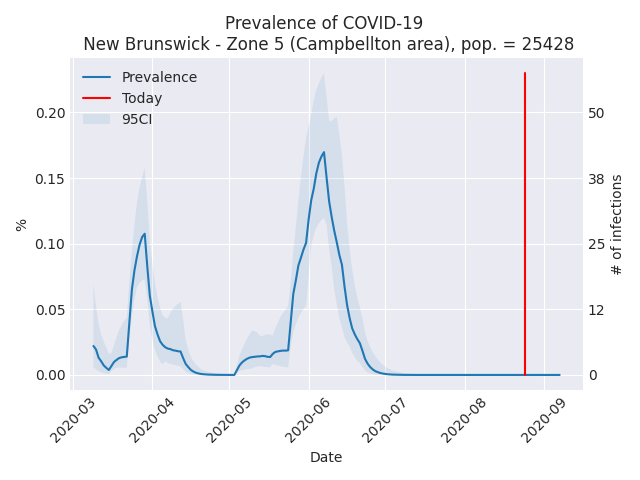 Prevalence of COVID-19
New Brunswick - Zone 5 (Campbellton area), pop. = 25428
Prevalence
Today
95CI
0.20
0.15
0.10
0.05
0.00
%
50
38
25
12
0
# of infections
2020-03
2020-04
2020-05
2020-06
2020-07
2020-08
2020-09
Date